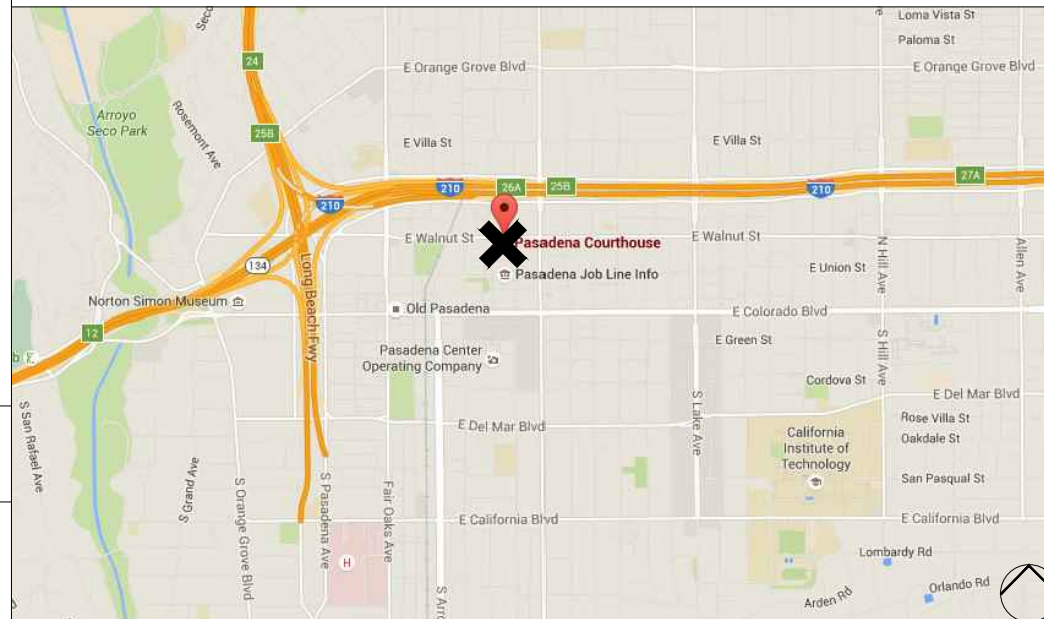 Seco
Loma Vista St
Paloma St
24
E Orange Grove Blvd
E Orange Grove Blvd
Arroyo
Seco Park
Rosemont Ave
25B
E Villa St
E Villa St
210
26A
25B
210
27A
210
E Walnut St
Pasadena Courthouse
E Walnut St
134
Long Beach Fwy
Pasadena Job Line Info
E Union St
N Hill Ave
Allen Ave
Norton Simon Museum
Old Pasadena
E Colorado Blvd
12
E Green St
S Hill Ave
Pasadena Center
Operating Company
Cordova St
E Del Mar Blvd
S San Rafael Ave
S Lake Ave
E Del Mar Blvd
Rose Villa St
Oakdale St
California
Institute of
Technology
S Grand Ave
S Orange Grove Blvd
S Pasadena Ave
Fair Oaks Ave
San Pasqual St
E California Blvd
E California Blvd
H
Lombardy Rd
S Arro
Arden Rd
Orlando Rd